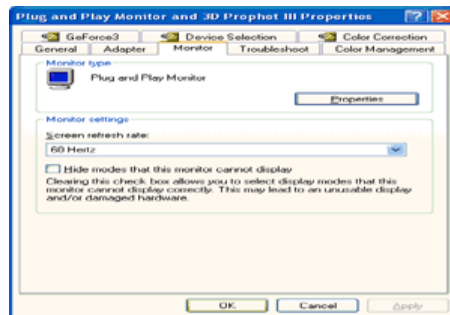 Plug and Play Monitor and 3D Prophet III Properties
GeForce3 Device Selection Color Correction
General Adapter Monitor Troubleshoot Color Management
Monitor type
Plug and Play Monitor
Properties
Monitor settings
Screen refresh rate:
60 Hertz
Hide modes that this monitor cannot display
Clearing this check box allows you to select display modes that this
monitor cannot display correctly. This may lead to an unusable display
and/or damaged hardware.
OK Cancel Apply